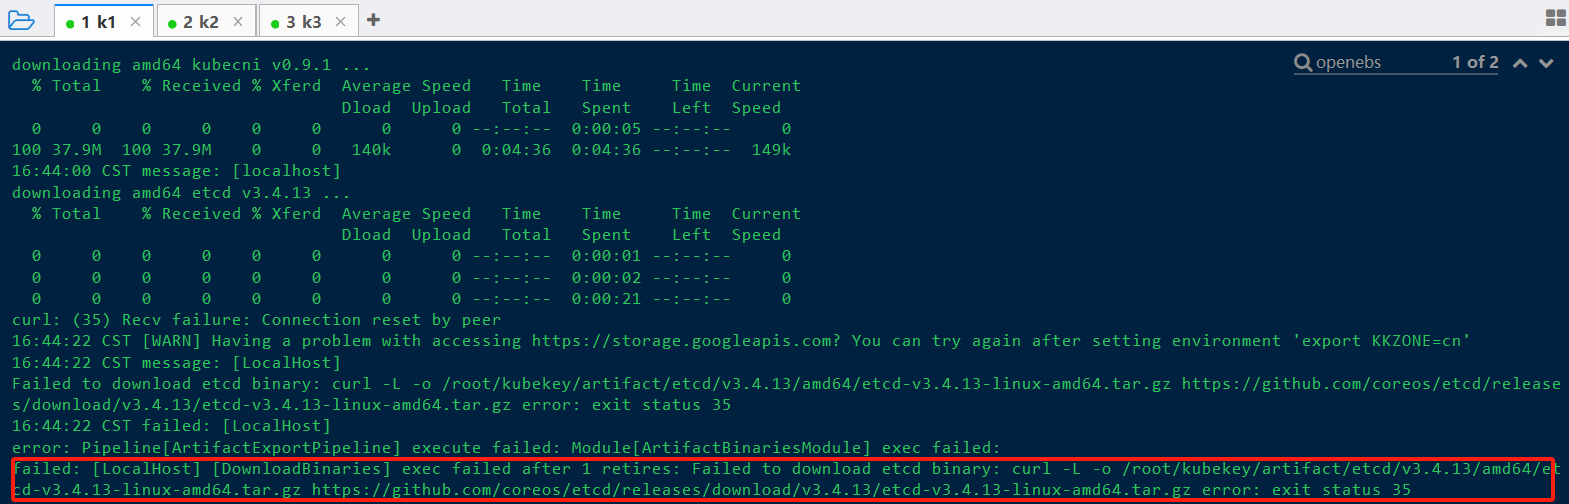 1 k1 × 2 k2 × 3 k3 × +
openebs 1 of 2
downloading amd64 kubecni v0.9.1 ...
% Total % Received % Xferd Average Speed Time Time Time Current
Dload Upload Total Spent Left Speed
0 0 0 0 0 0 0 0 --:--:-- 0:00:05 --:--:-- 0
100 37.9M 100 37.9M 0 0 140k 0 0:04:36 0:04:36 --:--:-- 149k
16:44:00 CST message: [localhost]
downloading amd64 etcd v3.4.13 ...
% Total % Received % Xferd Average Speed Time Time Time Current
Dload Upload Total Spent Left Speed
0 0 0 0 0 0 0 0 --:--:-- 0:00:01 --:--:-- 0
0 0 0 0 0 0 0 0 --:--:-- 0:00:02 --:--:-- 0
0 0 0 0 0 0 0 0 --:--:-- 0:00:21 --:--:-- 0
curl: (35) Recv failure: Connection reset by peer
16:44:22 CST [WARN] Having a problem with accessing https://storage.googleapis.com? You can try again after setting environment 'export KKZONE=cn'
16:44:22 CST message: [LocalHost]
Failed to download etcd binary: curl -L -o /root/kubekey/artifact/etcd/v3.4.13/amd64/etcd-v3.4.13-linux-amd64.tar.gz https://github.com/coreos/etcd/release
s/download/v3.4.13/etcd-v3.4.13-linux-amd64.tar.gz error: exit status 35
16:44:22 CST failed: [LocalHost]
error: Pipeline[ArtifactExportPipeline] execute failed: Module[ArtifactBinariesModule] exec failed:
failed: [LocalHost] [DownloadBinaries] exec failed after 1 retires: Failed to download etcd binary: curl -L -o /root/kubekey/artifact/etcd/v3.4.13/amd64/et
cd-v3.4.13-linux-amd64.tar.gz https://github.com/coreos/etcd/releases/download/v3.4.13/etcd-v3.4.13-linux-amd64.tar.gz error: exit status 35